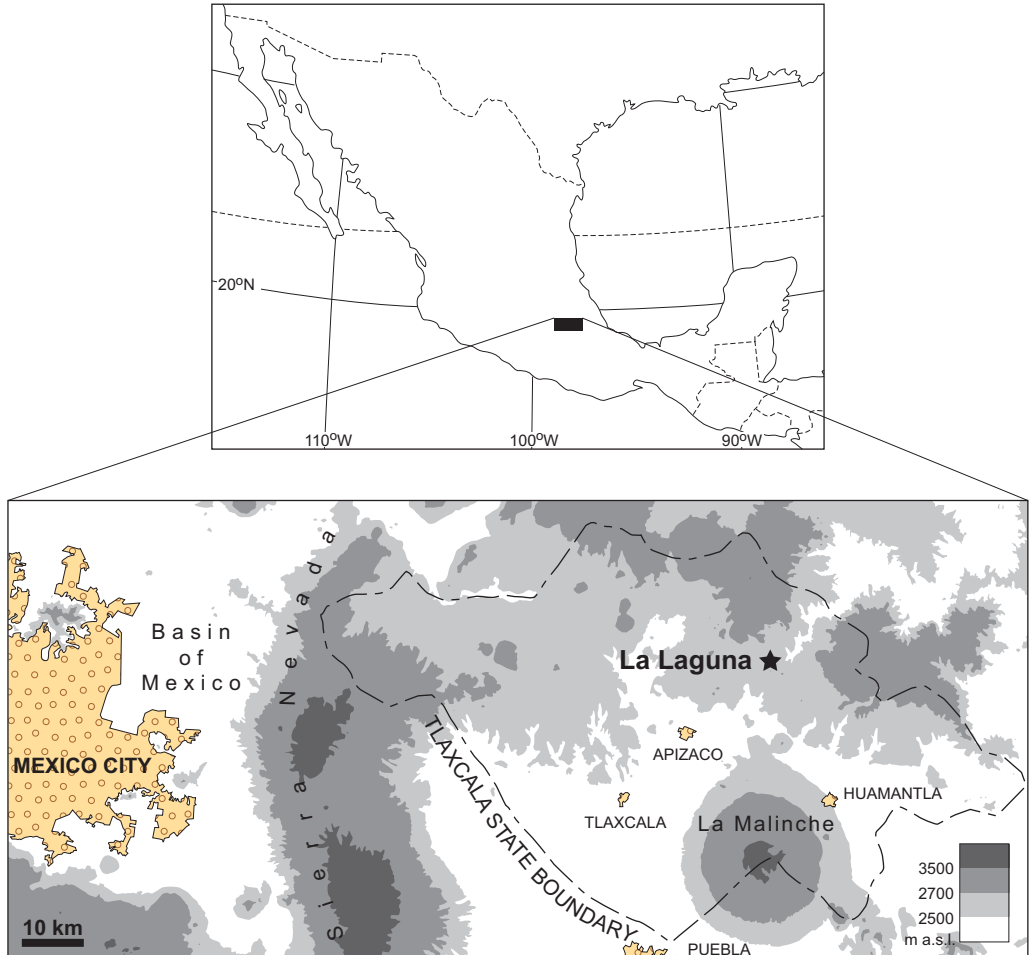 20ºN
110ºW
100ºW
90ºW
Sierra Nevada
Basin
of
Mexico
La Laguna
MEXICO CITY
APIZACO
TLAXCALA STATE BOUNDARY
TLAXCALA
HUAMANTLA
La Malinche
3500
2700
2500
m a.s.l.
10 km
PUEBLA